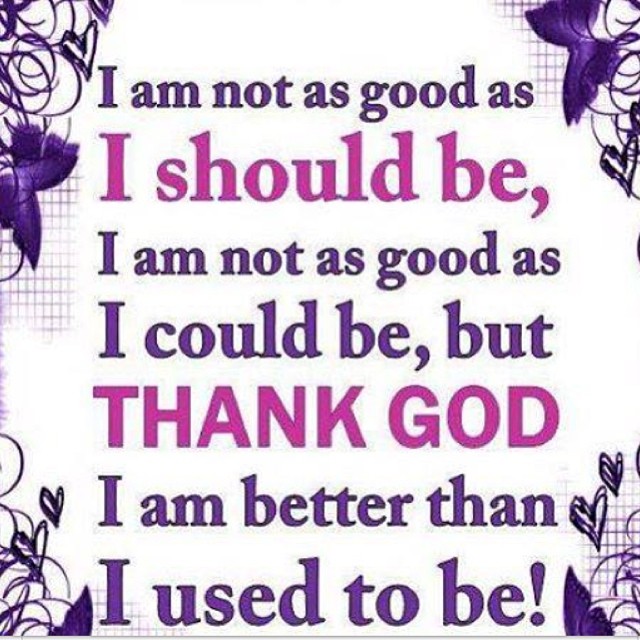 I am not as good as
I should be,
I am not as good as
I could be, but
THANK GOD
I am better than
I used to be!